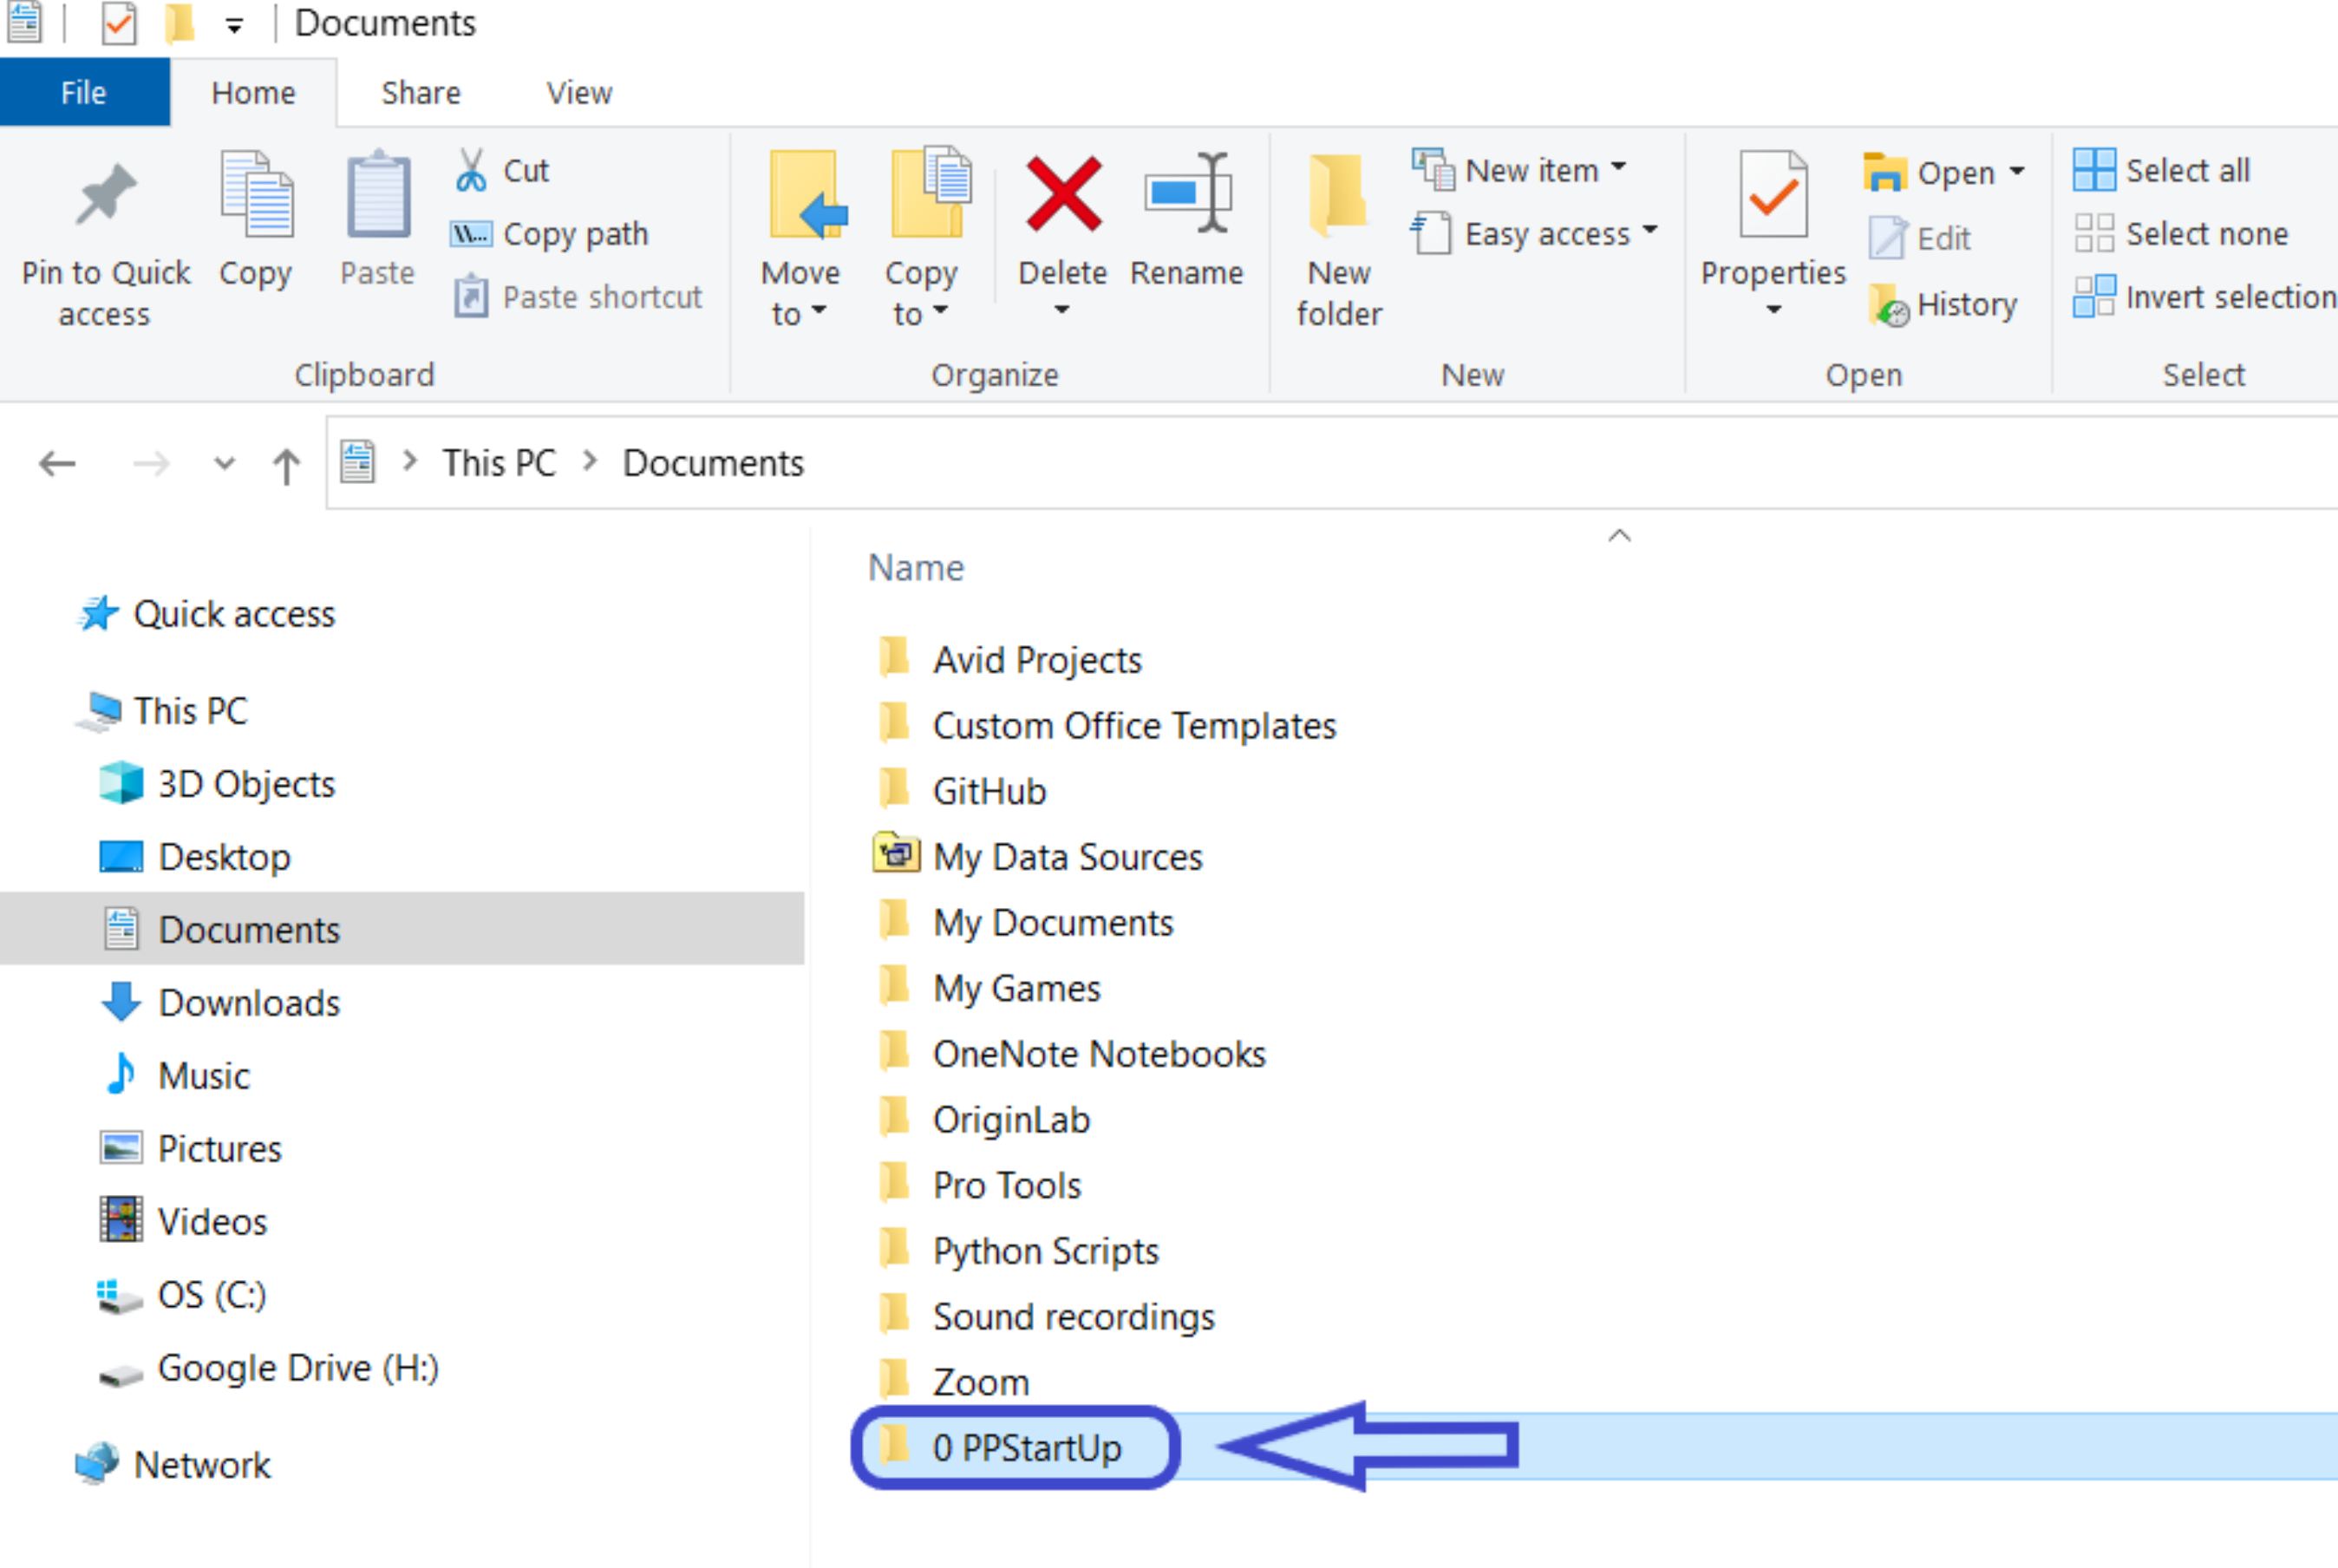 Documents
File Home Share View
Pin to Quick access
Copy
Paste
Cut
Copy path
Paste shortcut
Clipboard
Move to
Copy to
Delete
Rename
Organize
New folder
New item
Easy access
New
Properties
Open
Edit
History
Open
Select all
Select none
Invert selection
Select
This PC > Documents
Quick access
This PC
3D Objects
Desktop
Documents
Downloads
Music
Pictures
Videos
OS (C:)
Google Drive (H:)
Network
Name
Avid Projects
Custom Office Templates
GitHub
My Data Sources
My Documents
My Games
OneNote Notebooks
OriginLab
Pro Tools
Python Scripts
Sound recordings
Zoom
0 PPStartUp